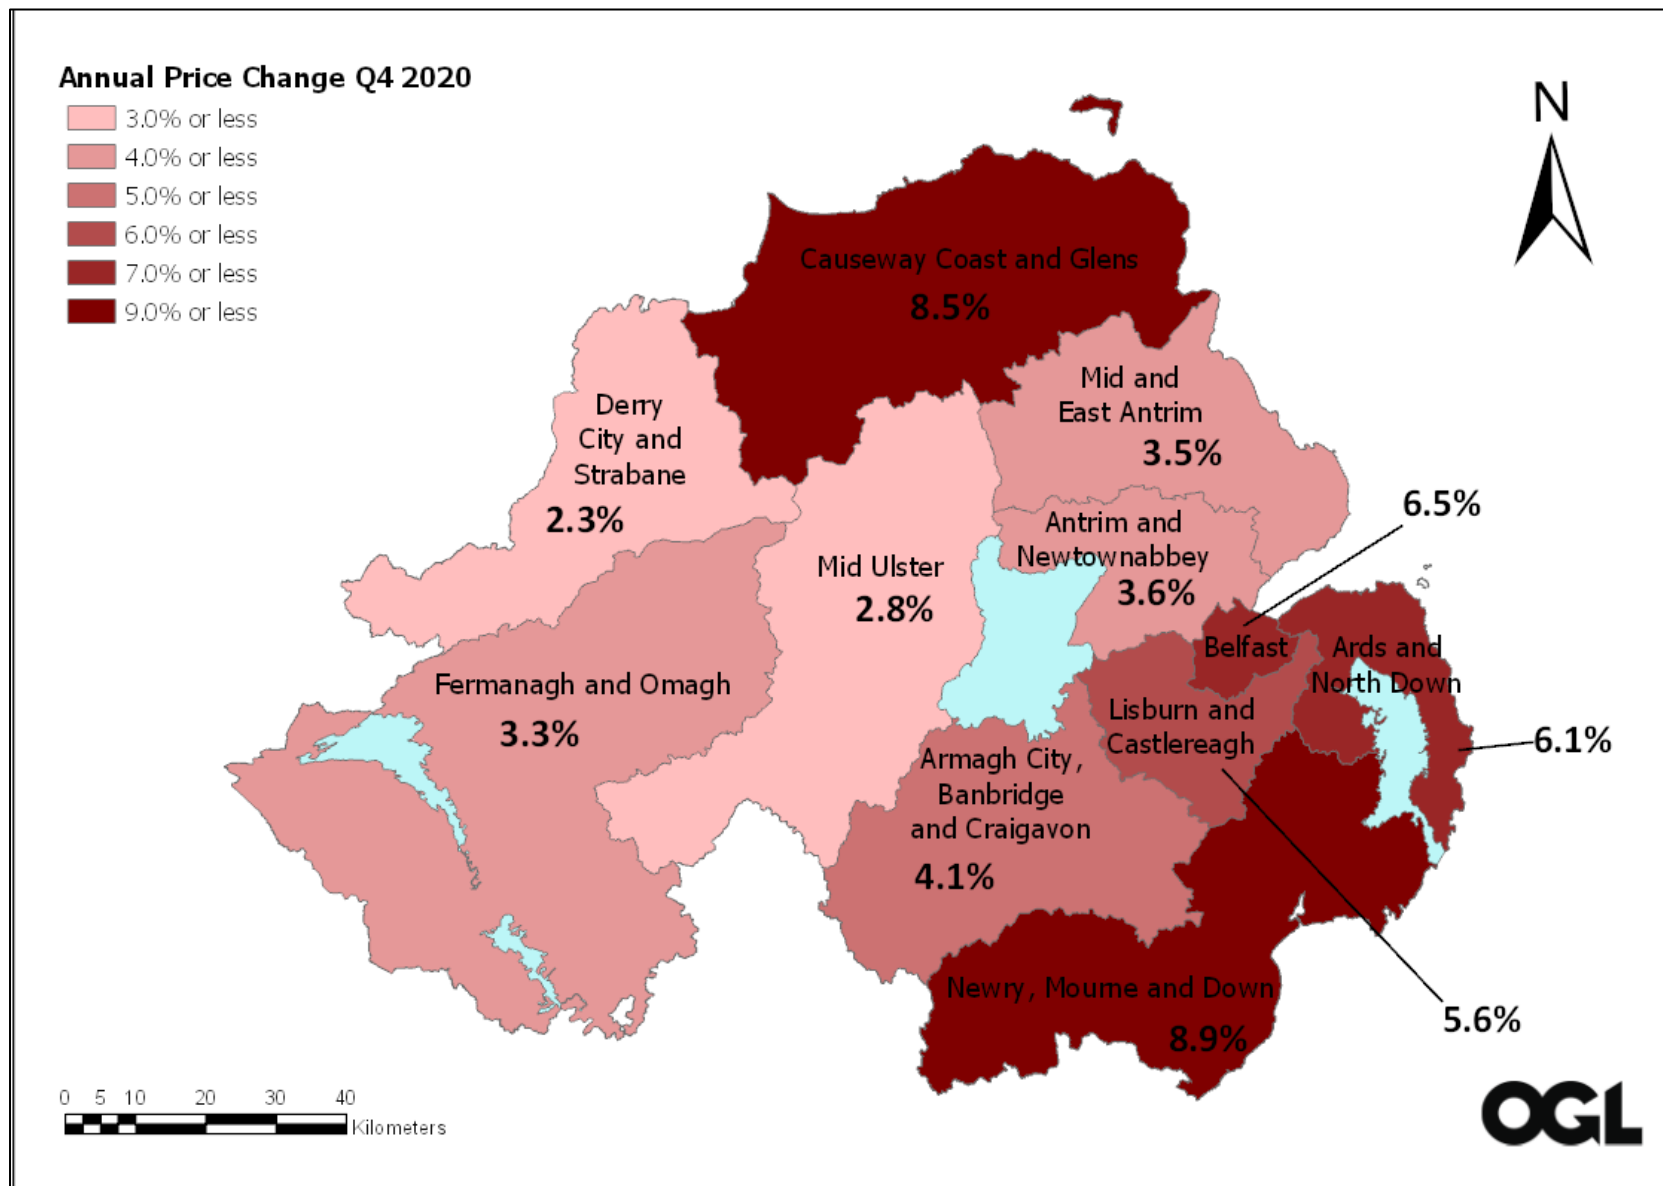 Annual Price Change Q4 2020
3.0% or less
4.0% or less
5.0% or less
6.0% or less
7.0% or less
9.0% or less
N
Causeway Coast and Glens
8.5%
Mid and
East Antrim
3.5%
Derry
City and
Strabane
2.3%
6.5%
Antrim and
Newtownabbey
3.6%
Mid Ulster
2.8%
Belfast
Ards and
North Down
6.1%
Fermanagh and Omagh
3.3%
Lisburn and
Castlereagh
5.6%
Armagh City,
Banbridge
and Craigavon
4.1%
Newry, Mourne and Down
8.9%
0 5 10 20 30 40
Kilometers
OGL